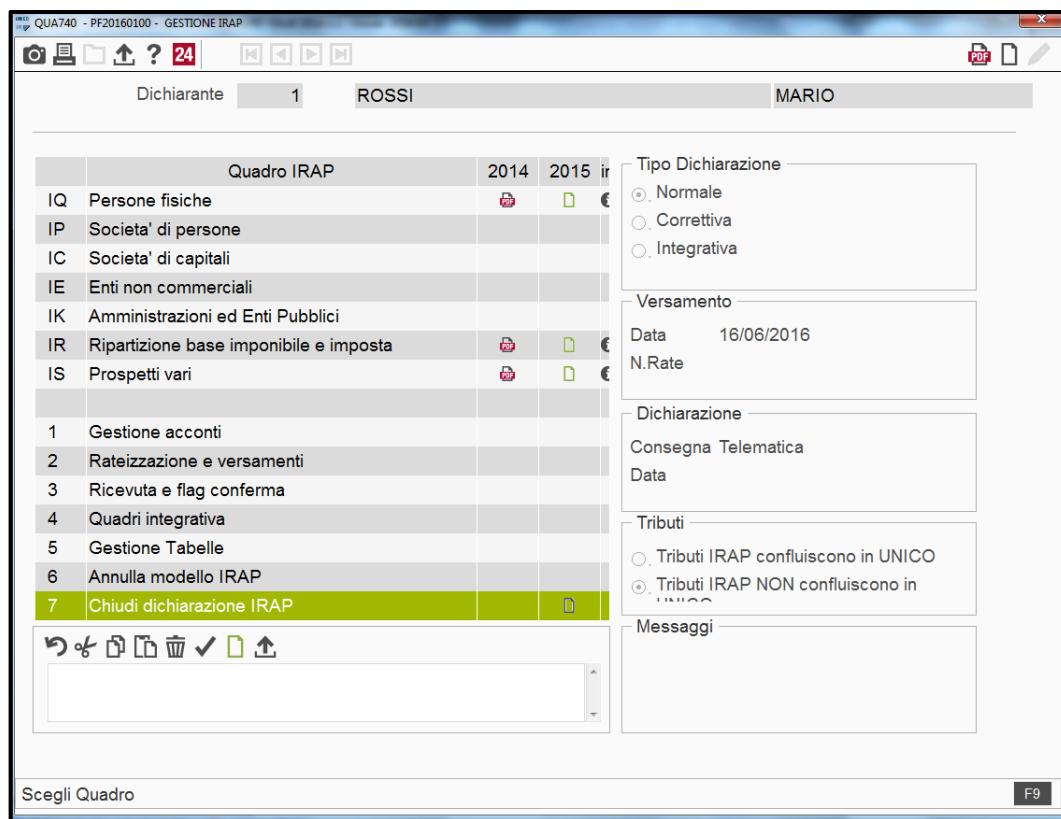 QUA740 - PF20160100 - GESTIONE IRAP
x
? 24
PDF
Dichiarante 1 ROSSI MARIO
Quadro IRAP 2014 2015
IQ Persone fisiche PDF
IP Societa' di persone
IC Societa' di capitali
IE Enti non commerciali
IK Amministrazioni ed Enti Pubblici
IR Ripartizione base imponibile e imposta PDF
IS Prospetti vari PDF
1 Gestione acconti
2 Rateizzazione e versamenti
3 Ricevuta e flag conferma
4 Quadri integrativa
5 Gestione Tabelle
6 Annulla modello IRAP
7 Chiudi dichiarazione IRAP
Tipo Dichiarazione
Normale
Correttiva
Integrativa
Versamento
Data 16/06/2016
N.Rate
Dichiarazione
Consegna Telematica
Data
Tributi
Tributi IRAP confluiscono in UNICO
Tributi IRAP NON confluiscono in
Messaggi
Scegli Quadro F9